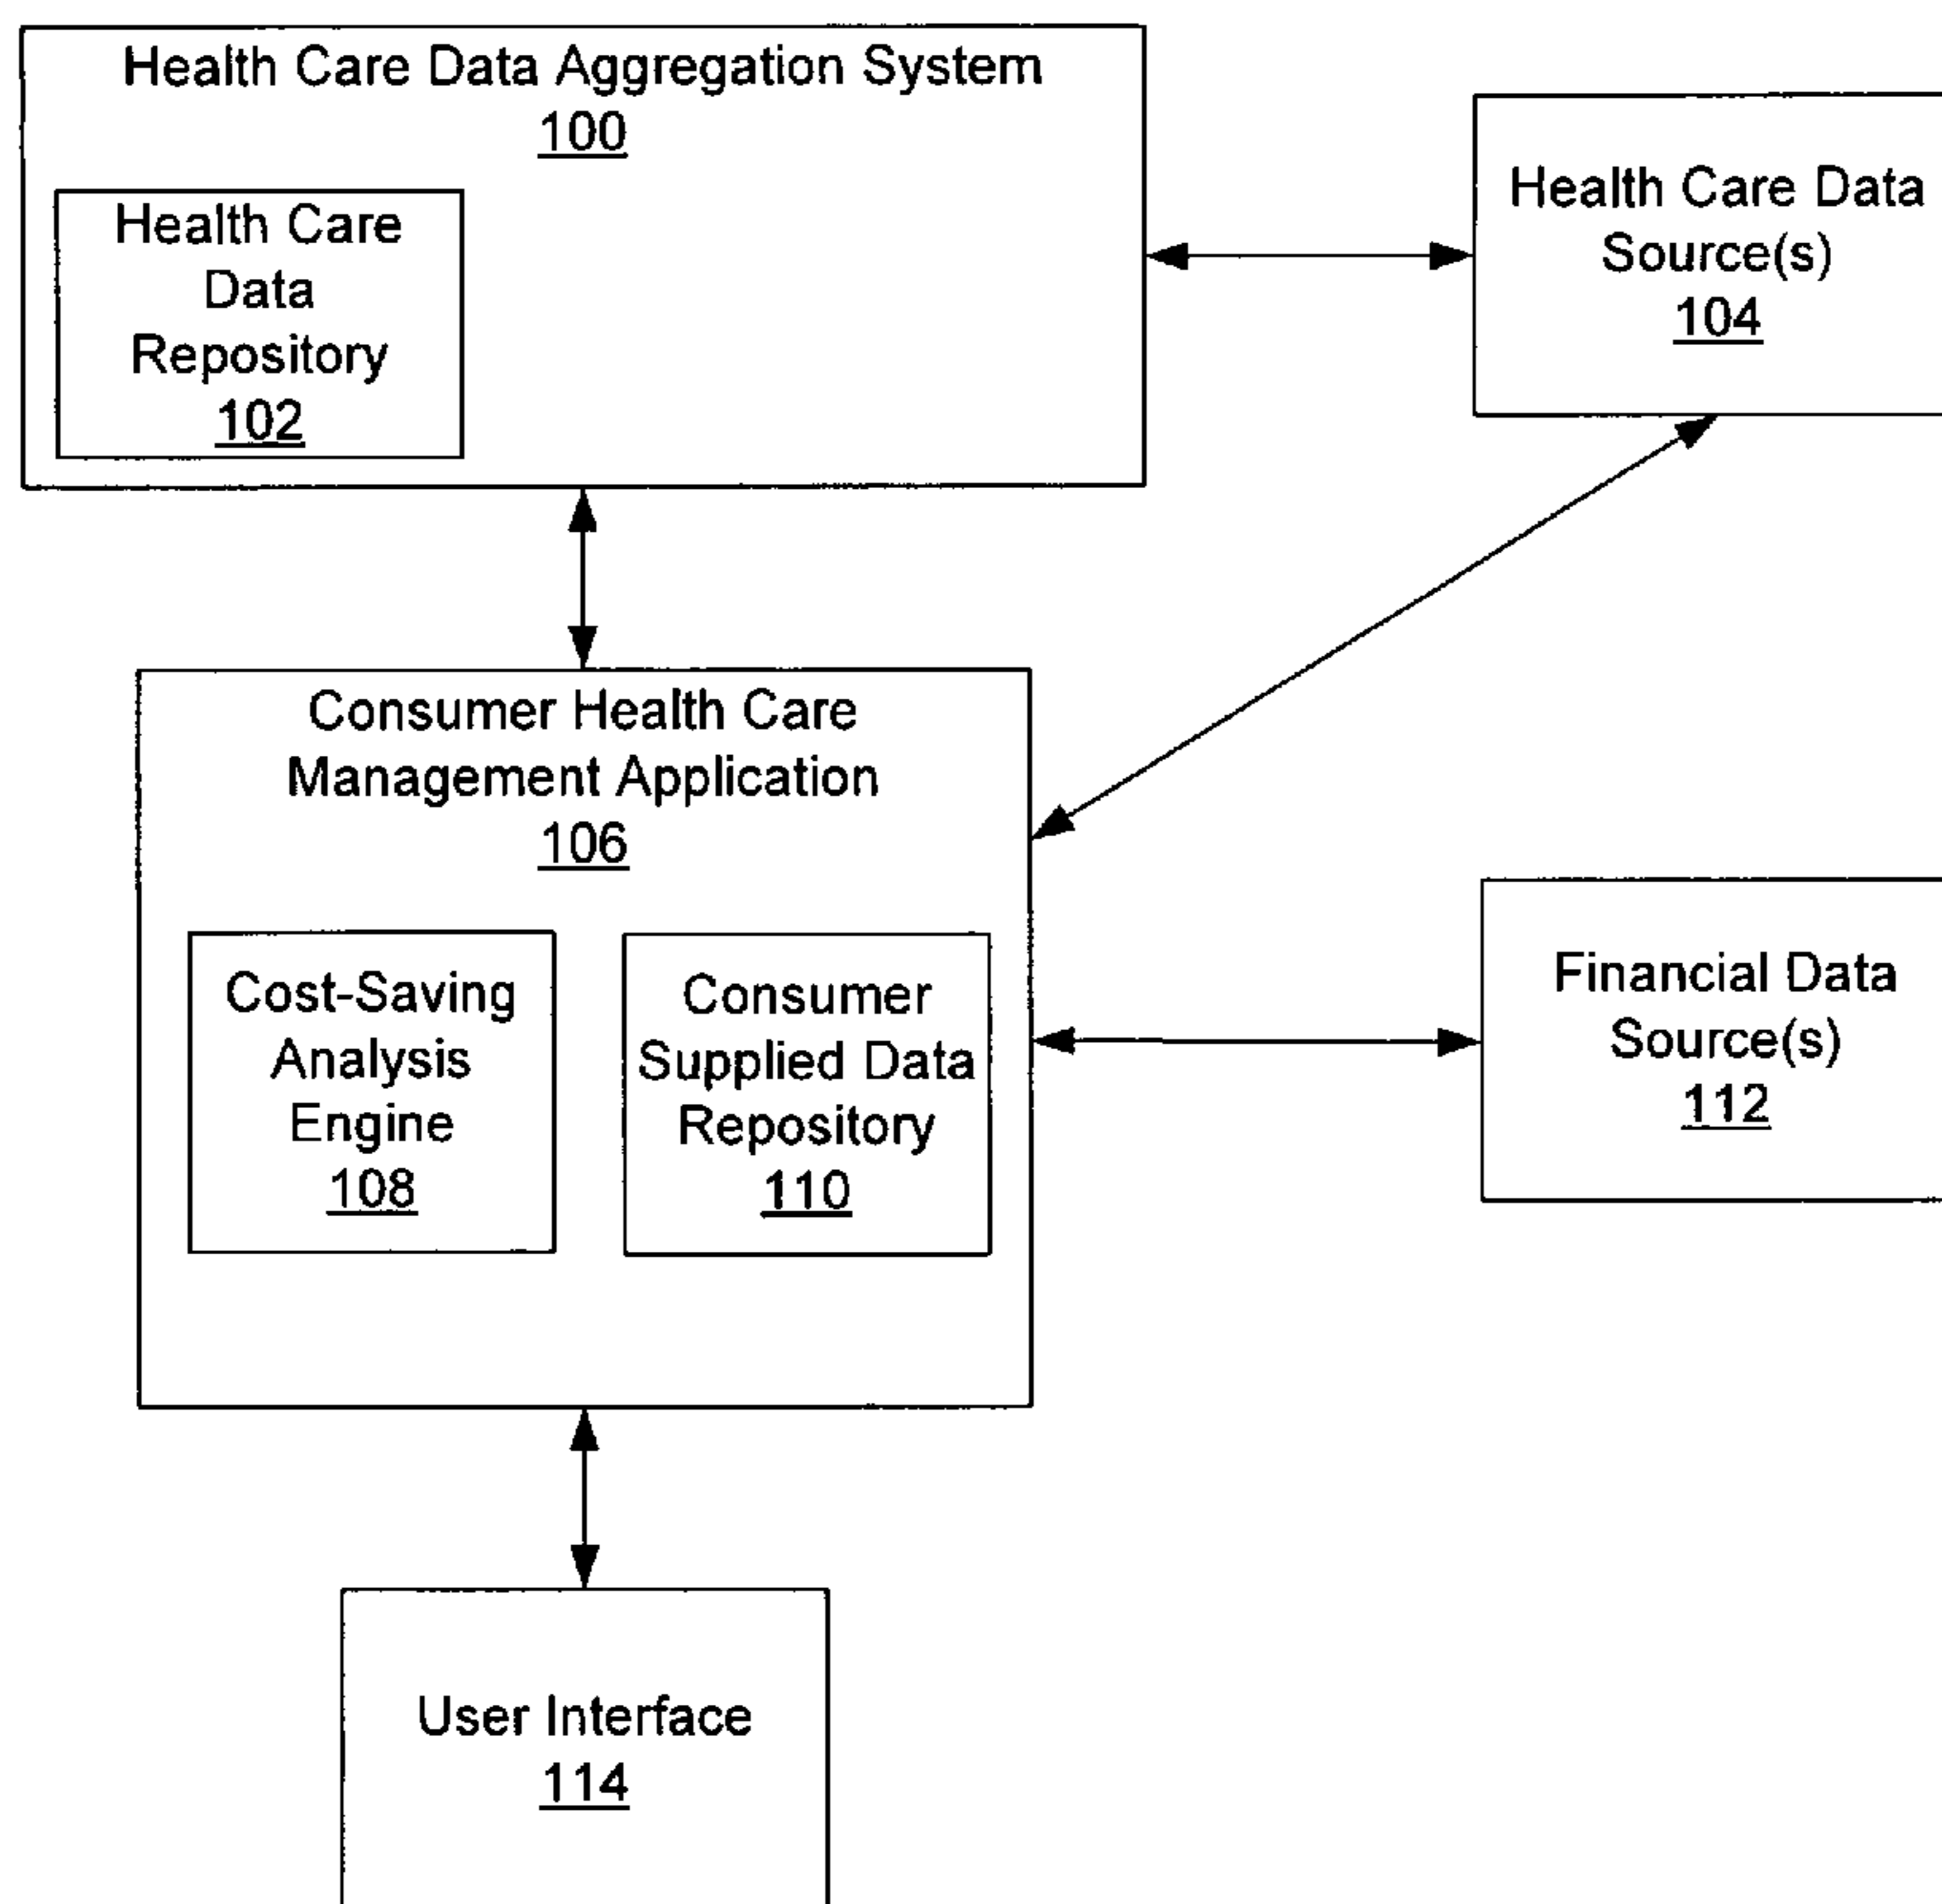 Health Care Data Aggregation System
100
Health Care
Data
Repository
102
Health Care Data
Source(s)
104
Consumer Health Care
Management Application
106
Cost-Saving
Analysis
Engine
108
Consumer
Supplied Data
Repository
110
Financial Data
Source(s)
112
User Interface
114